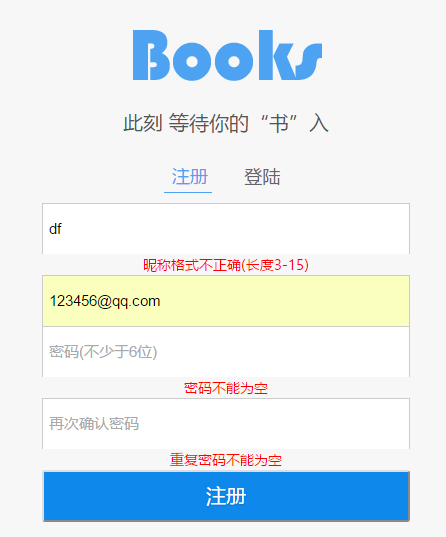 Books
此刻 等待你的“书”入
注册 登陆
df
昵称格式不正确(长度3-15)
123456@qq.com
密码(不少于6位)
密码不能为空
再次确认密码
重复密码不能为空
注册